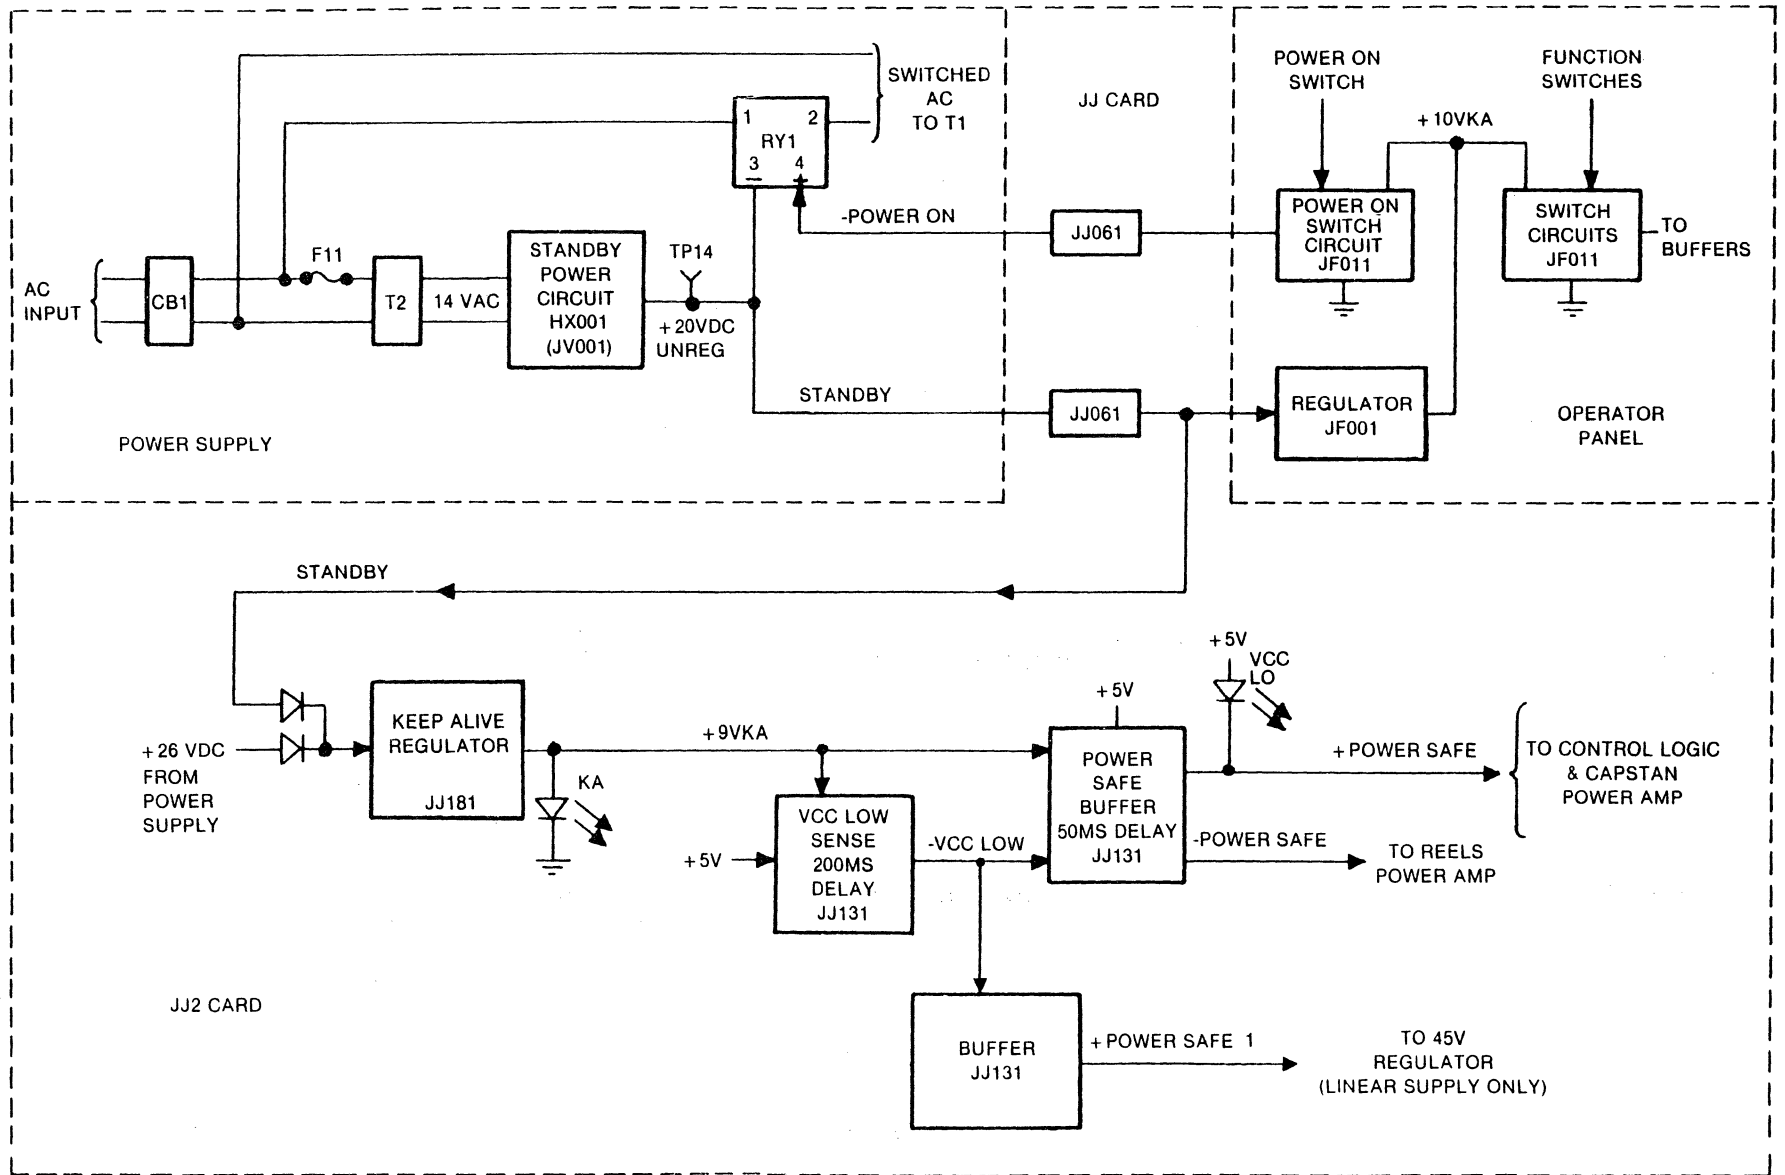 SWITCHED
AC
TO T1
JJ CARD
POWER ON
SWITCH
FUNCTION
SWITCHES
+10VKA
1 2
RY1
3 4
–
+
-POWER ON
JJ061
POWER ON
SWITCH
CIRCUIT
JF011
SWITCH
CIRCUITS
JF011
TO
BUFFERS
AC
INPUT
CB1
F11
T2
14 VAC
STANDBY
POWER
CIRCUIT
HX001
(JV001)
TP14
+20VDC
UNREG
STANDBY
JJ061
REGULATOR
JF001
OPERATOR
PANEL
POWER SUPPLY
STANDBY
+26 VDC
FROM
POWER
SUPPLY
KEEP ALIVE
REGULATOR
JJ181
KA
+9VKA
+5V
VCC LOW
SENSE
200MS
DELAY
JJ131
-VCC LOW
+5V
POWER
SAFE
BUFFER
50MS DELAY
JJ131
+5V
VCC
LO
+POWER SAFE
TO CONTROL LOGIC
& CAPSTAN
POWER AMP
-POWER SAFE
TO REELS
POWER AMP
JJ2 CARD
BUFFER
JJ131
+POWER SAFE 1
TO 45V
REGULATOR
(LINEAR SUPPLY ONLY)